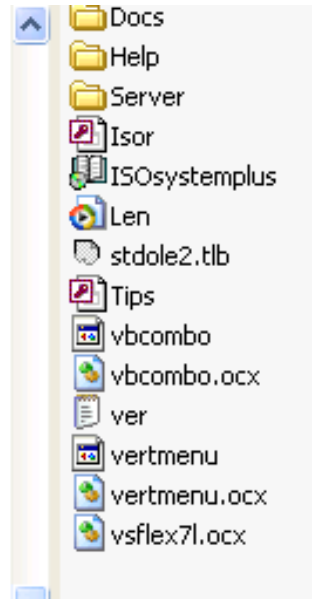 Docs
Help
Server
Isor
ISOsystemplus
Len
stdole2.tlb
Tips
vbcombo
vbcombo.ocx
ver
vertmenu
vertmenu.ocx
vsflex7l.ocx